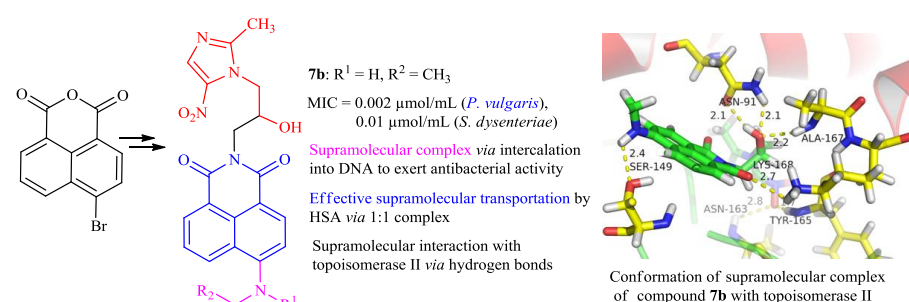 CH3
N
N
O2N
OH
O O O
O N O
Br
R2 N R1
7b: R1 = H, R2 = CH3
MIC = 0.002 µmol/mL (P. vulgaris),
0.01 µmol/mL (S. dysenteriae)
Supramolecular complex via intercalation
into DNA to exert antibacterial activity
Effective supramolecular transportation by
HSA via 1:1 complex
Supramolecular interaction with
topoisomerase II via hydrogen bonds
ASN-91
2.1 2.1
2.2 ALA-167
2.4
SER-149
LYS-168
2.7
ASN-163 2.8
TYR-165
Conformation of supramolecular complex
of compound 7b with topoisomerase II